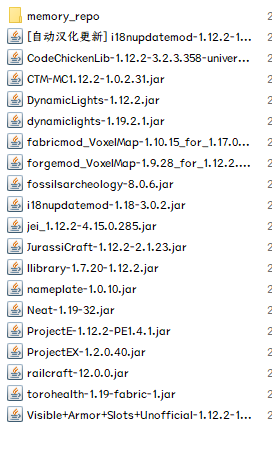 memory_repo
[自动汉化更新] i18nupdatemod-1.12.2-1...
CodeChickenLib-1.12.2-3.2.3.358-univer...
CTM-MC1.12.2-1.0.2.31.jar
DynamicLights-1.12.2.jar
dynamiclights-1.19.2.1.jar
fabricmod_VoxelMap-1.10.15_for_1.17.0...
forgemod_VoxelMap-1.9.28_for_1.12.2....
fossilsarcheology-8.0.6.jar
i18nupdatemod-1.18-3.0.2.jar
jei_1.12.2-4.15.0.285.jar
JurassiCraft-1.12.2-2.1.23.jar
llibrary-1.7.20-1.12.2.jar
nameplate-1.0.10.jar
Neat-1.19-32.jar
ProjectE-1.12.2-PE1.4.1.jar
ProjectEX-1.2.0.40.jar
railcraft-12.0.0.jar
torohealth-1.19-fabric-1.jar
Visible+Armor+Slots+Unofficial-1.12.2-1...